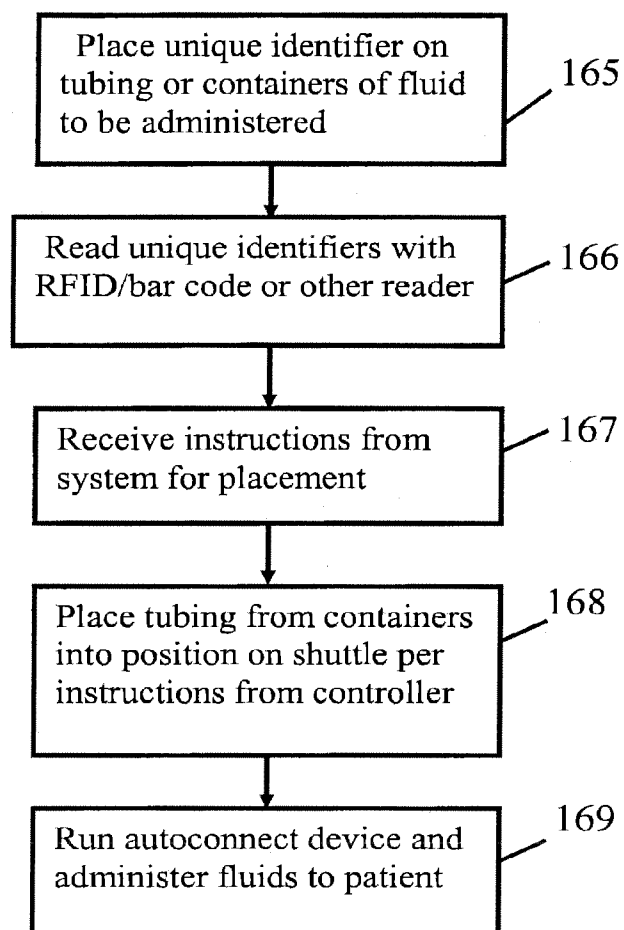 Place unique identifier on
tubing or containers of fluid
to be administered
165
Read unique identifiers with
RFID/bar code or other reader
166
Receive instructions from
system for placement
167
Place tubing from containers
into position on shuttle per
instructions from controller
168
Run autoconnect device and
administer fluids to patient
169